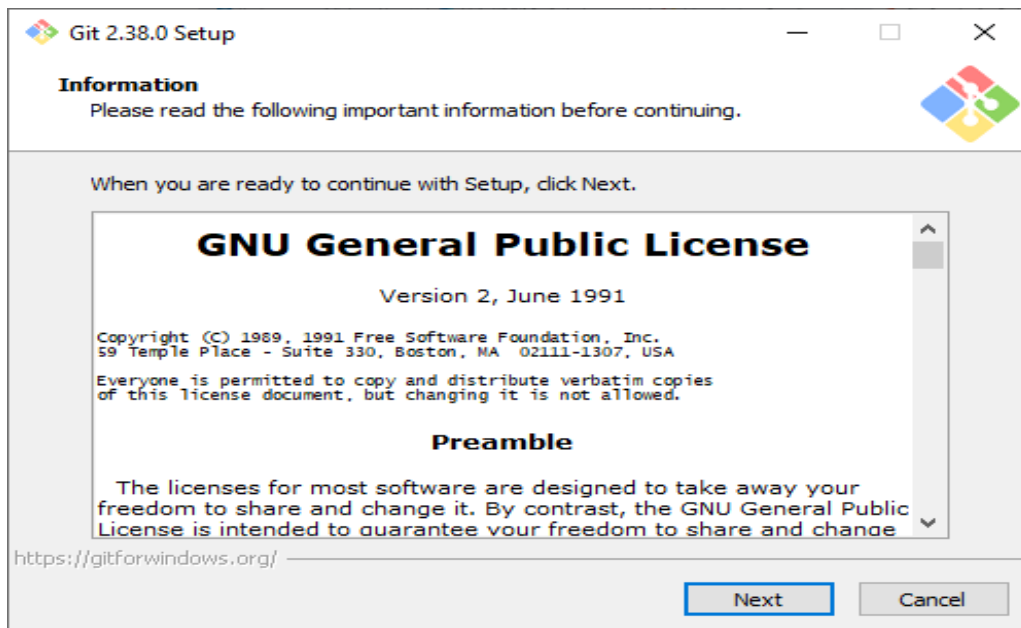 Git 2.38.0 Setup
Information
Please read the following important information before continuing.
When you are ready to continue with Setup, click Next.
GNU General Public License
Version 2, June 1991
Copyright (C) 1989, 1991 Free Software Foundation, Inc.
59 Temple Place - Suite 330, Boston, MA  02111-1307, USA
Everyone is permitted to copy and distribute verbatim copies
of this license document, but changing it is not allowed.
Preamble
The licenses for most software are designed to take away your
freedom to share and change it. By contrast, the GNU General Public
License is intended to guarantee your freedom to share and change
https://gitforwindows.org/
Next
Cancel